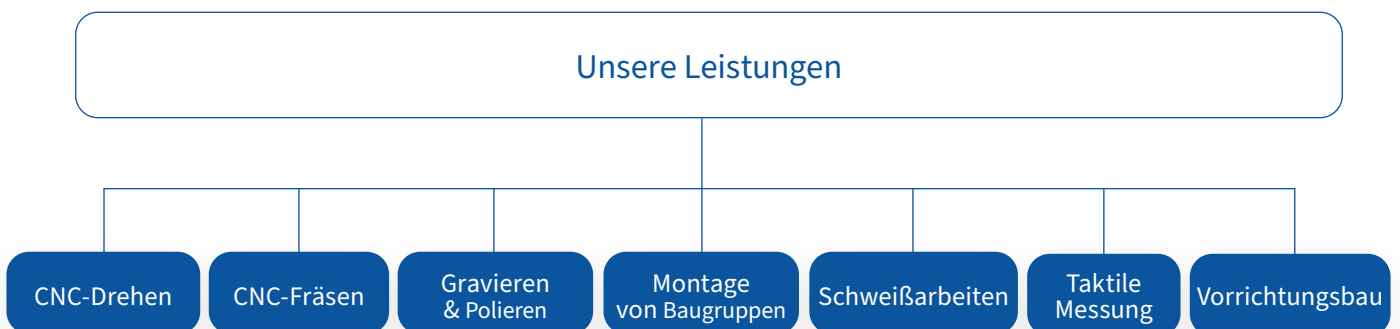 Unsere Leistungen
CNC-Drehen
CNC-Fräsen
Gravieren
& Polieren
Montage
von Baugruppen
Schweißarbeiten
Taktile
Messung
Vorrichtungsbau